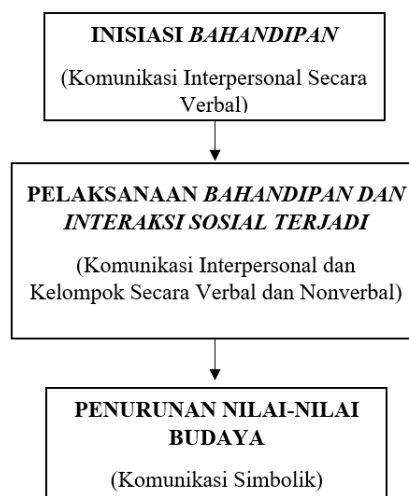 INISIASI BAHANDIPAN
(Komunikasi Interpersonal Secara
Verbal)
PELAKSANAAN BAHANDIPAN DAN
INTERAKSI SOSIAL TERJADI
(Komunikasi Interpersonal dan
Kelompok Secara Verbal dan Nonverbal)
PENURUNAN NILAI-NILAI
BUDAYA
(Komunikasi Simbolik)